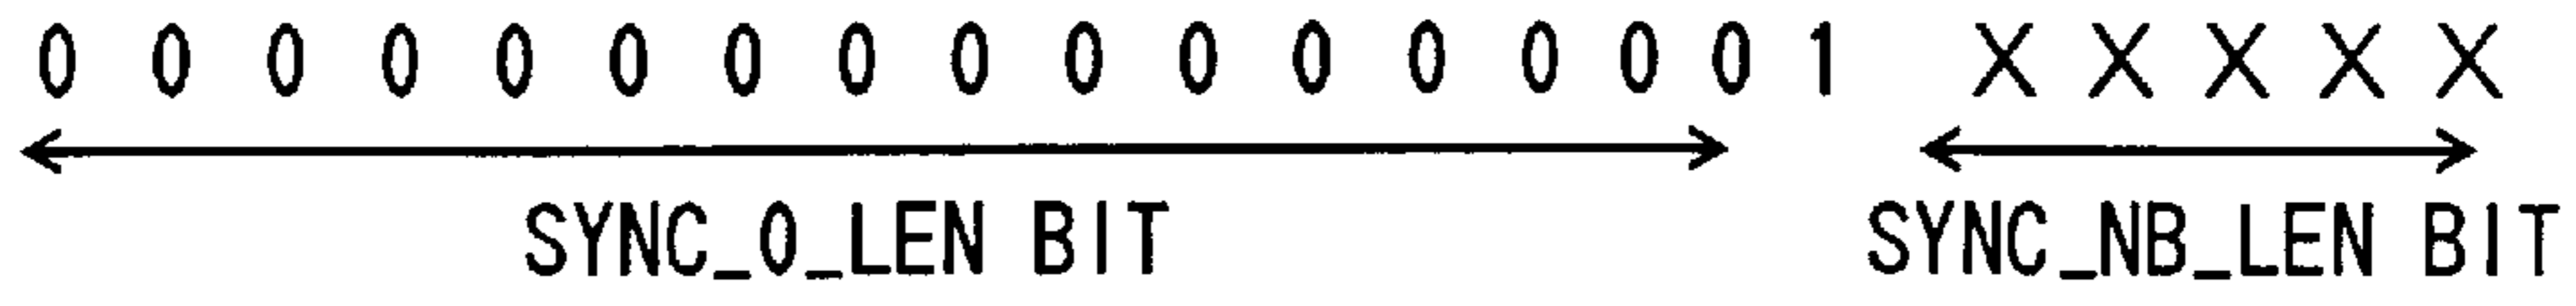 0 0 0 0 0 0 0 0 0 0 0 0 0 0 0 0 1 X X X X X
SYNC_0_LEN BIT SYNC_NB_LEN BIT